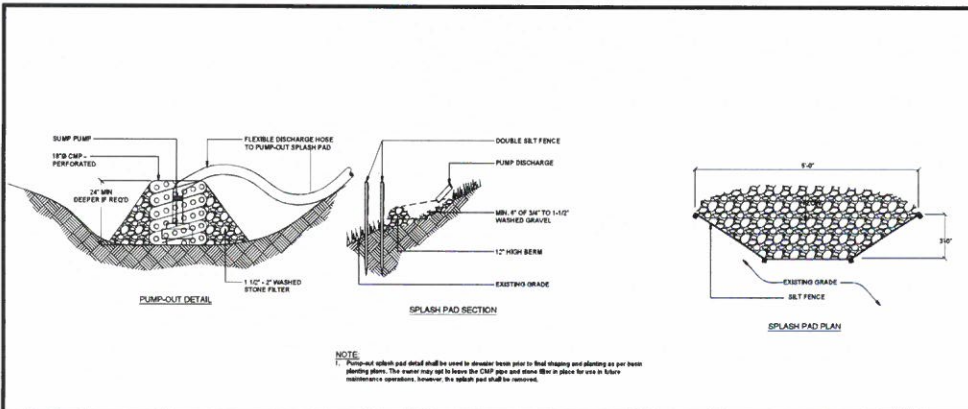 SUMP PUMP
18"Ø CMP -
PERFORATED
24" MIN
DEEPER IF REQ'D
FLEXIBLE DISCHARGE HOSE
TO PUMP-OUT SPLASH PAD
1 1/2" - 2" WASHED
STONE FILTER
PUMP-OUT DETAIL
DOUBLE SILT FENCE
PUMP DISCHARGE
MIN. 6" OF 3/4" TO 1-1/2"
WASHED GRAVEL
12" HIGH BERM
EXISTING GRADE
SPLASH PAD SECTION
3'-0"
EXISTING GRADE
SILT FENCE
SPLASH PAD PLAN
NOTE:
1. Pump-out splash pad detail shall be used to dewater basin prior to final shaping and planting as per basin
planting plans. The owner may opt to leave the CMP pipe and stone filter in place for use in future
maintenance operations, however, the splash pad shall be removed.